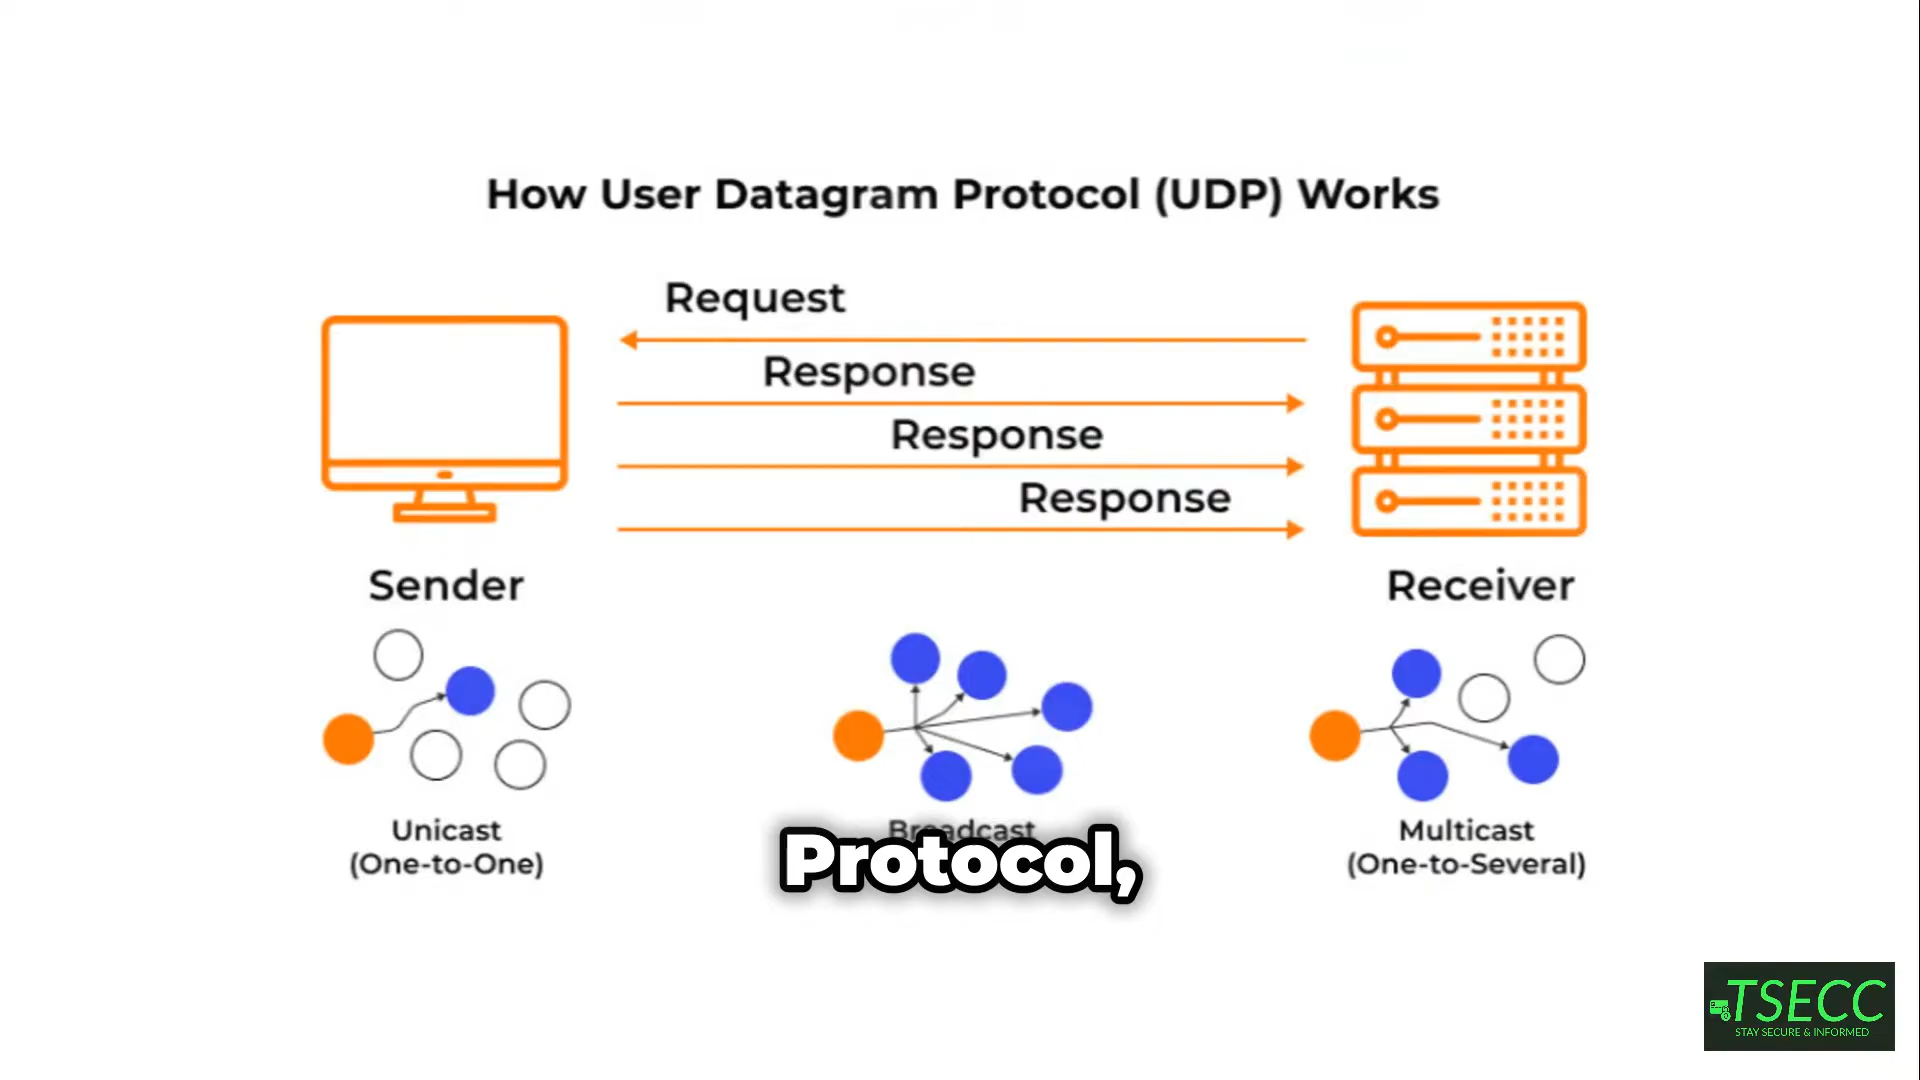 How User Datagram Protocol (UDP) Works
Request
Response
Response
Response
Sender
Receiver
Unicast
(One-to-One)
Broadcast
Protocol,
Multicast
(One-to-Several)
TSECC
STAY SECURE & INFORMED